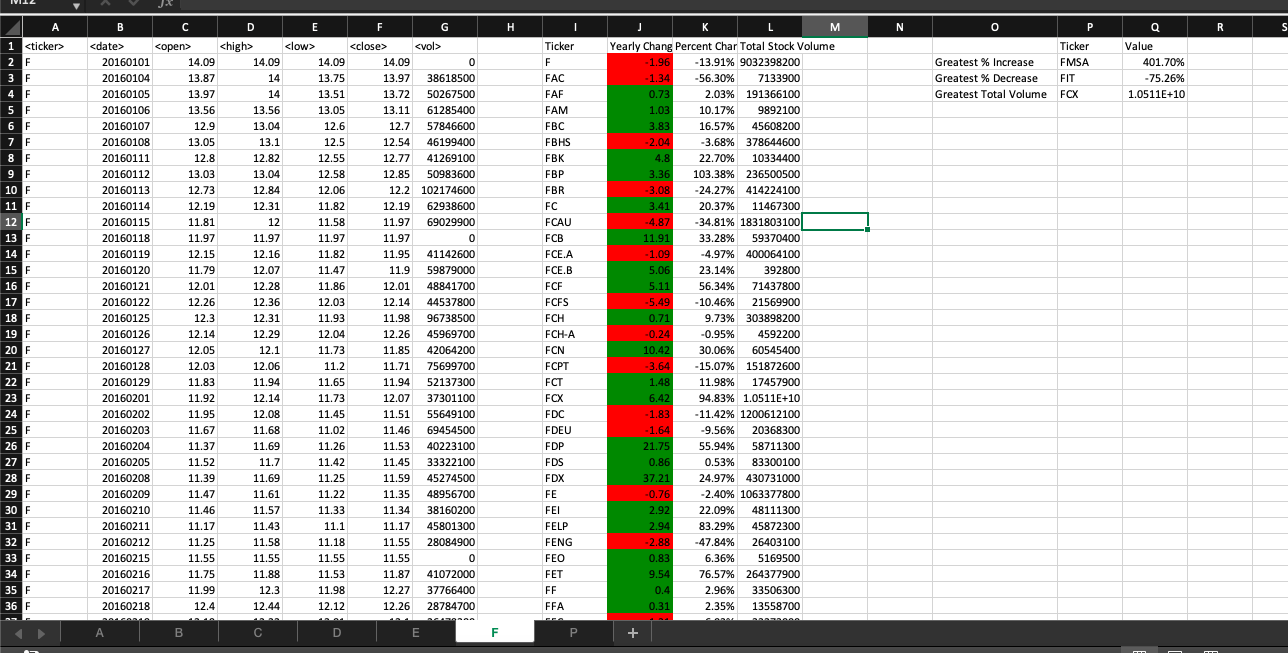 A B C D E F G H I J K L M N O P Q R S
1 <ticker> <date> <open> <high> <low> <close> <vol> Ticker Yearly Chang Percent Char Total Stock Volume Ticker Value
2 F 20160101 14.09 14.09 14.09 14.09 0 F -1.96 -13.91% 9032398200 Greatest % Increase FMSA 401.70%
3 F 20160104 13.87 14 13.75 13.97 38618500 FAC -1.34 -56.30% 7133900 Greatest % Decrease FIT -75.26%
4 F 20160105 13.97 14 13.51 13.72 50267500 FAF 0.73 2.03% 191366100 Greatest Total Volume FCX 1.0511E+10
5 F 20160106 13.56 13.56 13.05 13.11 61285400 FAM 1.03 10.17% 9892100
6 F 20160107 12.9 13.04 12.6 12.7 57846600 FBC 3.83 16.57% 45608200
7 F 20160108 13.05 13.1 12.5 12.54 46199400 FBHS -2.04 -3.68% 378644600
8 F 20160111 12.8 12.82 12.55 12.77 41269100 FBK 4.8 22.70% 10334400
9 F 20160112 13.03 13.04 12.58 12.85 50983600 FBP 3.36 103.38% 236500500
10 F 20160113 12.73 12.84 12.06 12.2 102174600 FBR -3.08 -24.27% 414224100
11 F 20160114 12.19 12.31 11.82 12.19 62938600 FC 3.41 20.37% 11467300
12 F 20160115 11.81 12 11.58 11.97 69029900 FCAU -4.87 -34.81% 1831803100
13 F 20160118 11.97 11.97 11.97 11.97 0 FCB 11.91 33.28% 59370400
14 F 20160119 12.15 12.16 11.82 11.95 41142600 FCE.A -1.09 -4.97% 400064100
15 F 20160120 11.79 12.07 11.47 11.9 59879000 FCE.B 5.06 23.14% 392800
16 F 20160121 12.01 12.28 11.86 12.01 48841700 FCF 5.11 56.34% 71437800
17 F 20160122 12.26 12.36 12.03 12.14 44537800 FCFS -5.49 -10.46% 21569900
18 F 20160125 12.3 12.31 11.93 11.98 96738500 FCH 0.71 9.73% 303898200
19 F 20160126 12.14 12.29 12.04 12.26 45969700 FCH-A -0.24 -0.95% 4592200
20 F 20160127 12.05 12.1 11.73 11.85 42064200 FCN 10.42 30.06% 60545400
21 F 20160128 12.03 12.06 11.2 11.71 75699700 FCPT -3.64 -15.07% 151872600
22 F 20160129 11.83 11.94 11.65 11.94 52137300 FCT 1.48 11.98% 17457900
23 F 20160201 11.92 12.14 11.73 12.07 37301100 FCX 6.42 94.83% 1.0511E+10
24 F 20160202 11.95 12.08 11.45 11.51 55649100 FDC -1.83 -11.42% 1200612100
25 F 20160203 11.67 11.68 11.02 11.46 69454500 FDEU -1.64 -9.56% 20368300
26 F 20160204 11.37 11.69 11.26 11.53 40223100 FDP 21.75 55.94% 58711300
27 F 20160205 11.52 11.7 11.42 11.45 33322100 FDS 0.86 0.53% 83300100
28 F 20160208 11.39 11.69 11.25 11.59 45274500 FDX 37.21 24.97% 430731000
29 F 20160209 11.47 11.61 11.22 11.35 48956700 FE -0.76 -2.40% 1063377800
30 F 20160210 11.46 11.57 11.33 11.34 38160200 FEI 2.92 22.09% 48111300
31 F 20160211 11.17 11.43 11.1 11.17 45801300 FELP 2.94 83.29% 45872300
32 F 20160212 11.25 11.58 11.18 11.55 28084900 FENG -2.88 -47.84% 26403100
33 F 20160215 11.55 11.55 11.55 11.55 0 FEO 0.83 6.36% 5169500
34 F 20160216 11.75 11.88 11.53 11.87 41072000 FET 9.54 76.57% 264377900
35 F 20160217 11.99 12.3 11.98 12.27 37766400 FF 0.4 2.96% 33506300
36 F 20160218 12.4 12.44 12.12 12.26 28784700 FFA 0.31 2.35% 13558700
A B C D E F P +